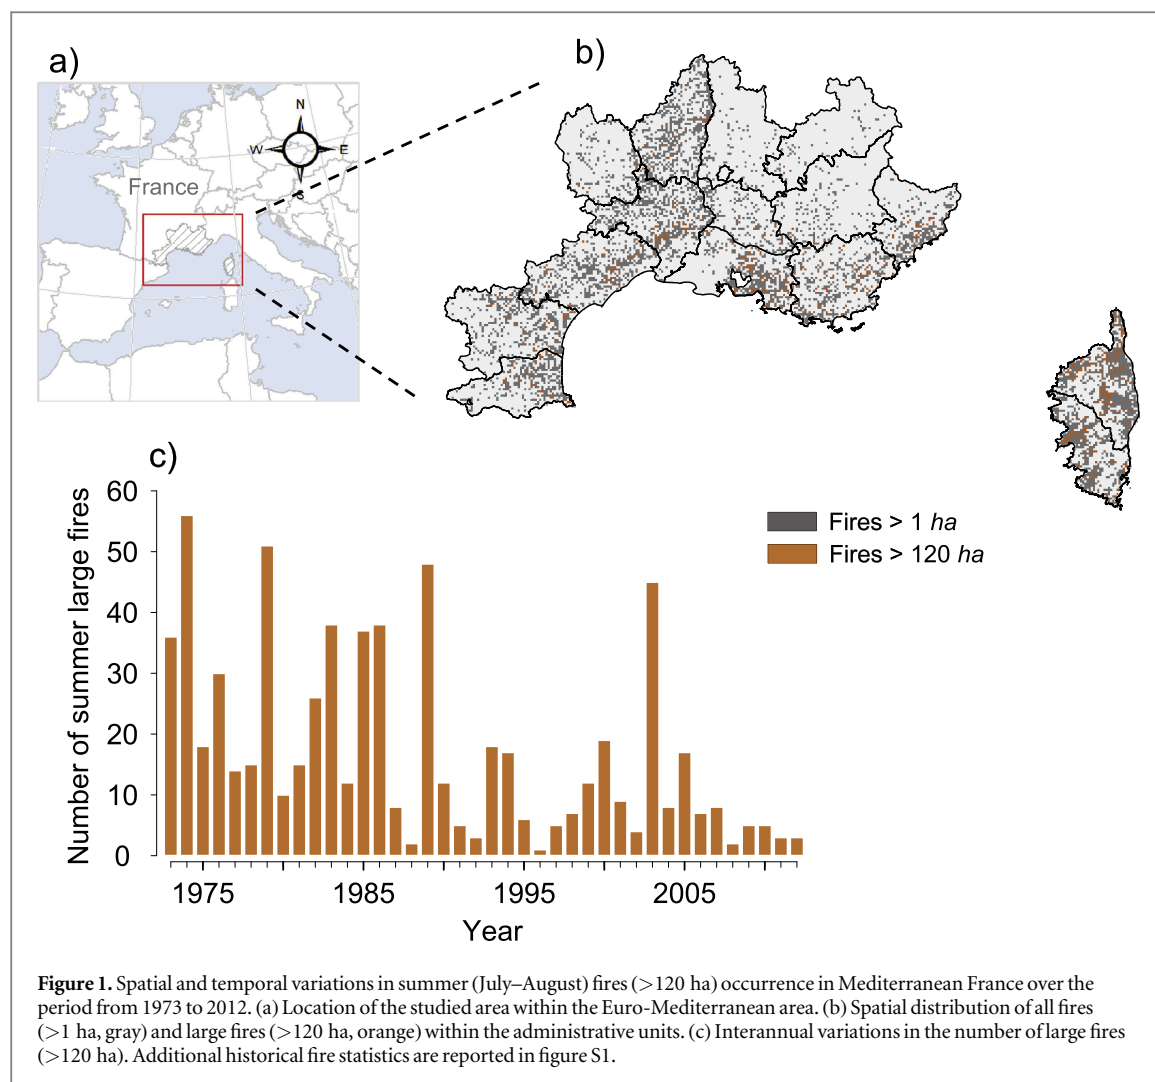 a)
N
W
E
S
France
b)
c)
Number of summer large fires
60
50
40
30
20
10
0
1975
1985
1995
2005
Year
Fires > 1 ha
Fires > 120 ha
Figure 1. Spatial and temporal variations in summer (July–August) fires (>120 ha) occurrence in Mediterranean France over the
period from 1973 to 2012. (a) Location of the studied area within the Euro-Mediterranean area. (b) Spatial distribution of all fires
(>1 ha, gray) and large fires (>120 ha, orange) within the administrative units. (c) Interannual variations in the number of large fires
(>120 ha). Additional historical fire statistics are reported in figure S1.